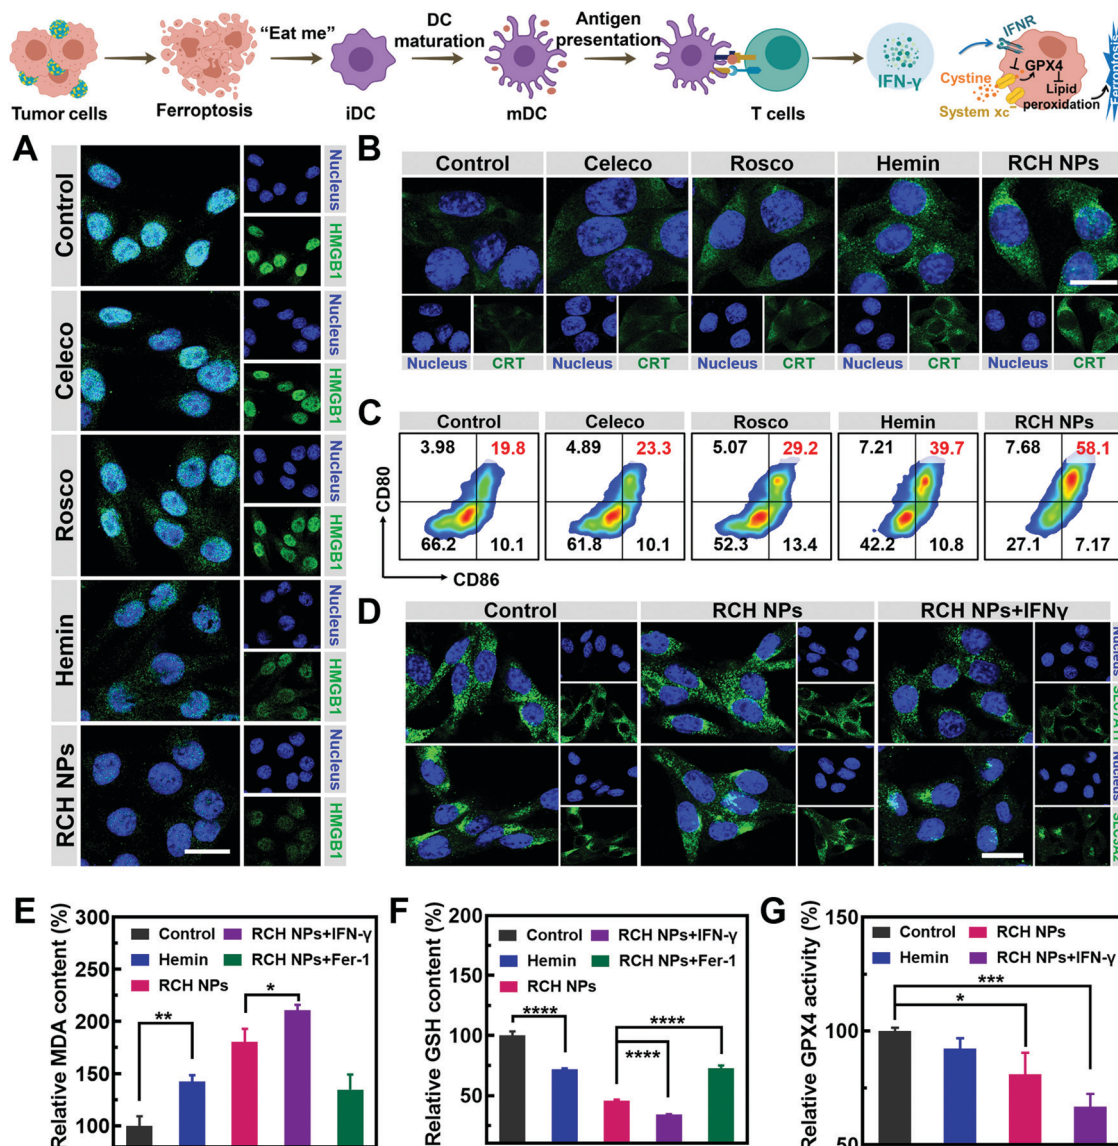 "Eat me"
DC
maturation
Antigen
presentation
Tumor cells
Ferroptosis
iDC
mDC
T cells
IFN-γ
IFNR
GPX4
Cystine
Lipid
peroxidation
System xc⁻
Ferroptosis
A
Control
Nucleus
HMGB1
Celeco
Nucleus
HMGB1
Rosco
Nucleus
HMGB1
Hemin
Nucleus
HMGB1
RCH NPs
Nucleus
HMGB1
B
Control Celeco Rosco Hemin RCH NPs
Nucleus CRT Nucleus CRT Nucleus CRT Nucleus CRT Nucleus CRT
C
Control Celeco Rosco Hemin RCH NPs
3.98 19.8 4.89 23.3 5.07 29.2 7.21 39.7 7.68 58.1
66.2 10.1 61.8 10.1 52.3 13.4 42.2 10.8 27.1 7.17
CD80
CD86
D
Control RCH NPs RCH NPs+IFNγ
Nucleus
Nucleus
E
Relative MDA content (%)
300
250
200
150
100
Control
Hemin
RCH NPs
RCH NPs+IFN-γ
RCH NPs+Fer-1
**
*
F
Relative GSH content (%)
200
150
100
50
Control
Hemin
RCH NPs
RCH NPs+IFN-γ
RCH NPs+Fer-1
****
****
****
G
Relative GPX4 activity (%)
150
100
50
Control
Hemin
RCH NPs
RCH NPs+IFN-γ
***
*